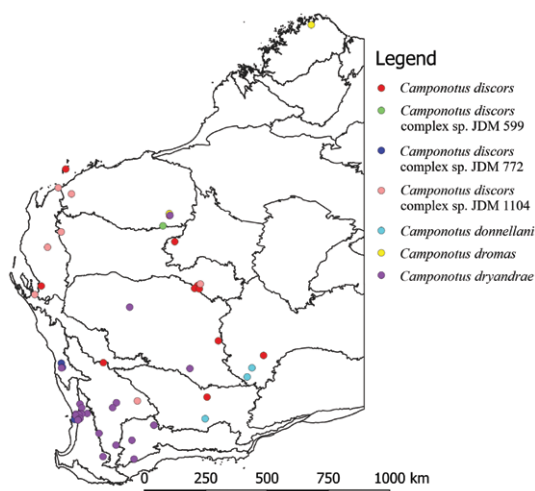 Legend
Camponotus discors
Camponotus discors
complex sp. JDM 599
Camponotus discors
complex sp. JDM 772
Camponotus discors
complex sp. JDM 1104
Camponotus donnellani
Camponotus dromas
Camponotus dryandrae
0 250 500 1000 km